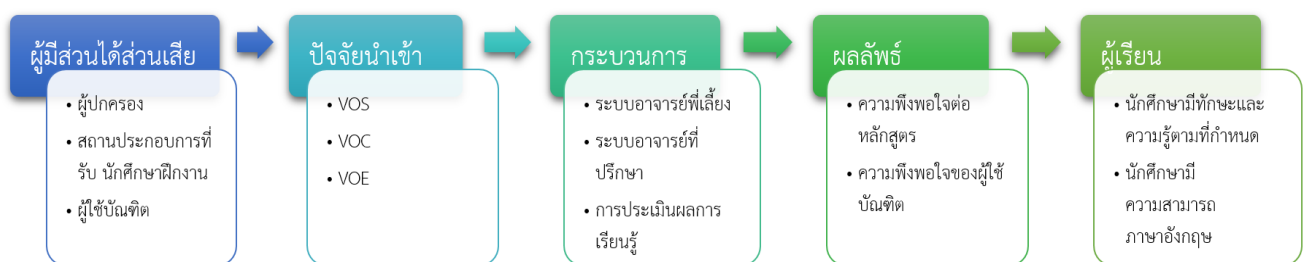 ผู้มีส่วนได้ส่วนเสีย
• ผู้ปกครอง
• สถานประกอบการที่
รับ นักศึกษาฝึกงาน
• ผู้ใช้บัณฑิต
ปัจจัยนำเข้า
• VOS
• VOC
• VOE
กระบวนการ
• ระบบอาจารย์พี่เลี้ยง
• ระบบอาจารย์ที่
ปรึกษา
• การประเมินผลการ
เรียนรู้
ผลลัพธ์
• ความพึงพอใจต่อ
หลักสูตร
• ความพึงพอใจของผู้ใช้
บัณฑิต
ผู้เรียน
• นักศึกษามีทักษะและ
ความรู้ตามที่กำหนด
• นักศึกษามี
ความสามารถ
ภาษาอังกฤษ